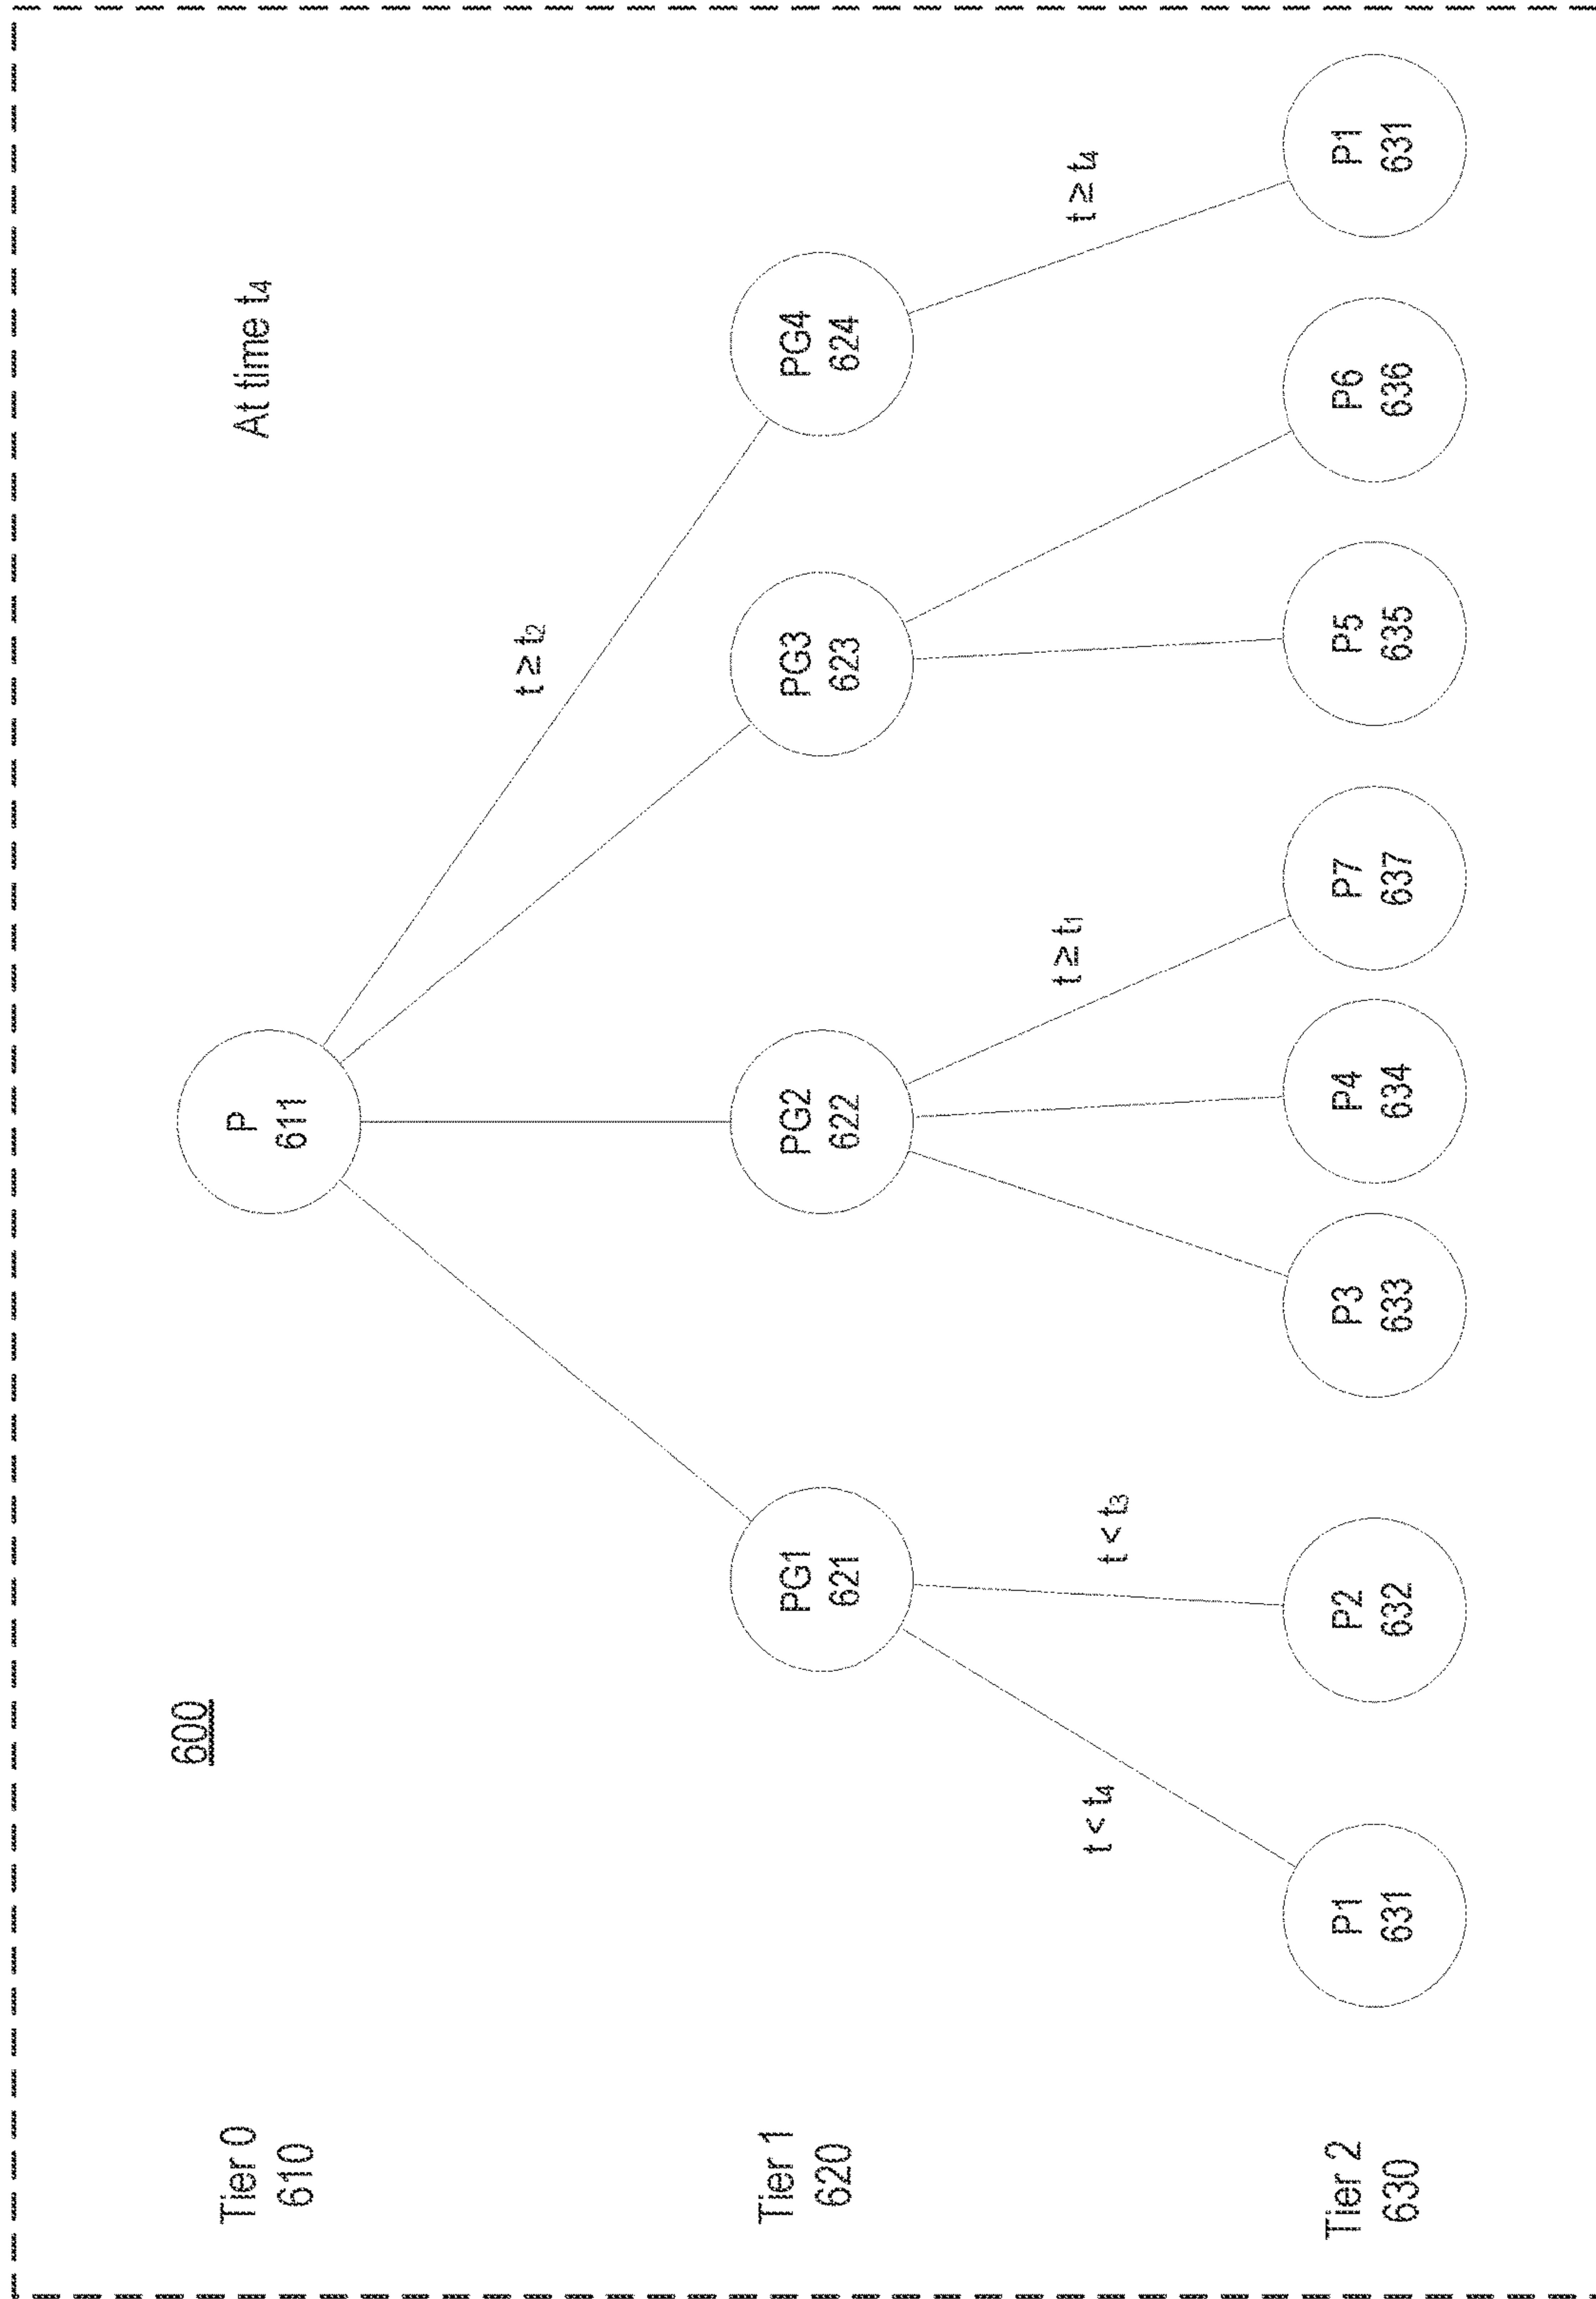 600
At time t₄
Tier 0
610
P
611
t ≥ t₂
Tier 1
620
PG1
621
PG2
622
PG3
623
PG4
624
t < t₄
t < t₃
t ≥ t₁
t ≥ t₄
Tier 2
630
P1
631
P2
632
P3
633
P4
634
P7
637
P5
635
P6
636
P1
631